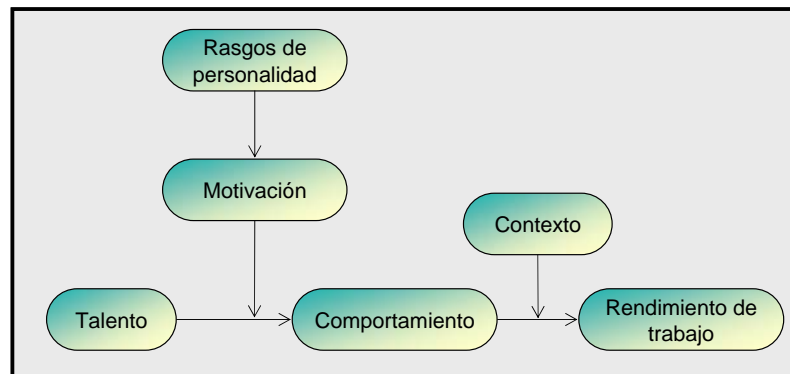 Rasgos de
personalidad
Motivación
Contexto
Talento
Comportamiento
Rendimiento de
trabajo